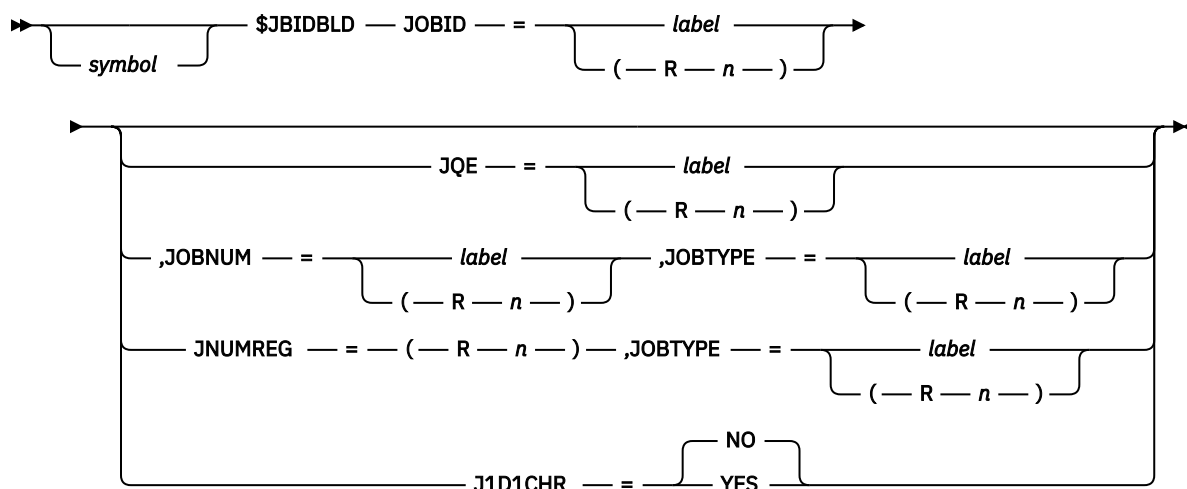 $JBIDBLD JOBID = label
symbol ( R n )
JQE = label
( R n )
,JOBNUM = label ,JOBTYPE = label
( R n ) ( R n )
JNUMREG = ( R n ) ,JOBTYPE = label
( R n )
NO
J1D1CHR = YES